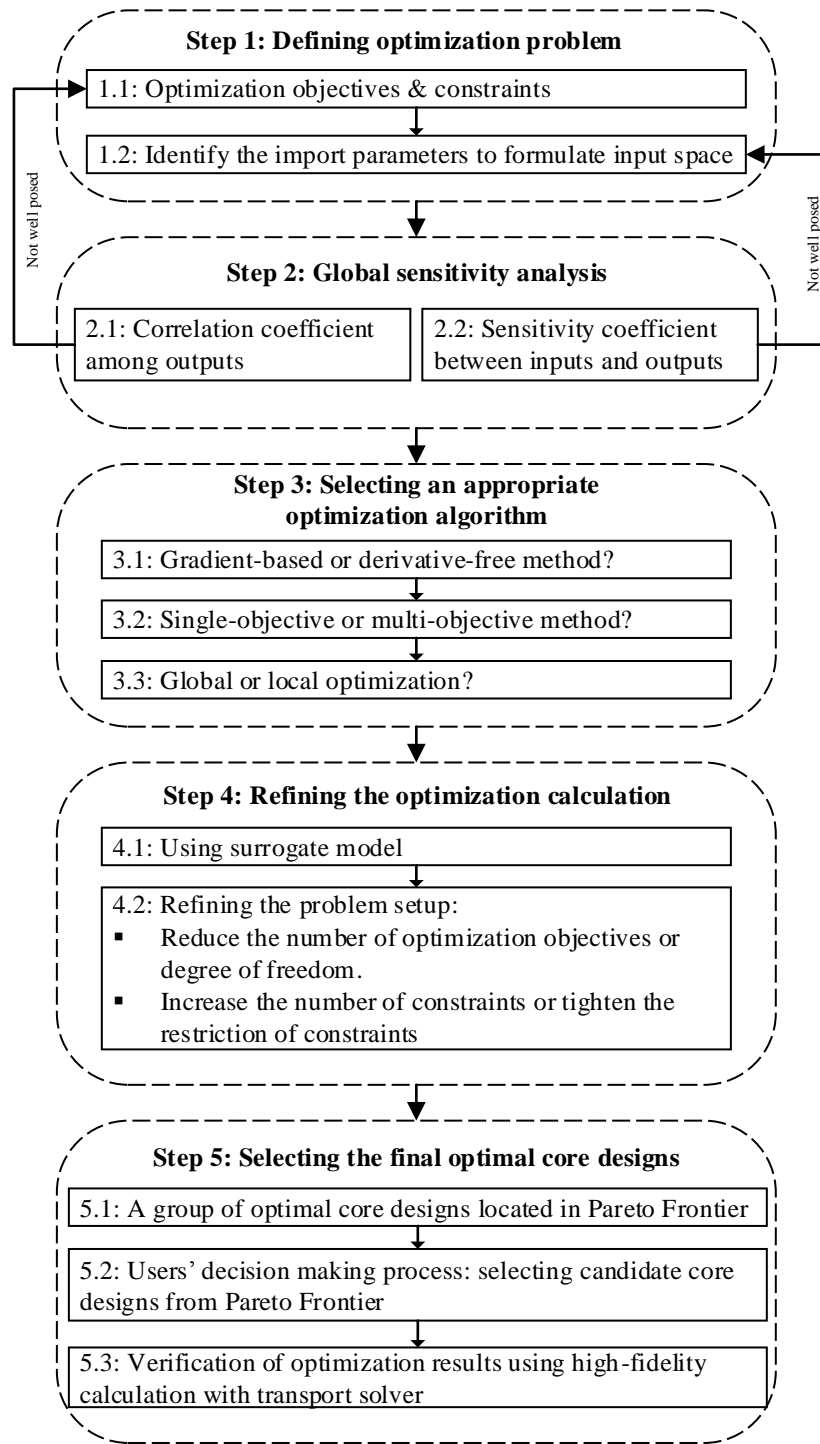 Step 1: Defining optimization problem
1.1: Optimization objectives & constraints
1.2: Identify the import parameters to formulate input space
Not well posed
Not well posed
Step 2: Global sensitivity analysis
2.1: Correlation coefficient
among outputs
2.2: Sensitivity coefficient
between inputs and outputs
Step 3: Selecting an appropriate
optimization algorithm
3.1: Gradient-based or derivative-free method?
3.2: Single-objective or multi-objective method?
3.3: Global or local optimization?
Step 4: Refining the optimization calculation
4.1: Using surrogate model
4.2: Refining the problem setup:
▪ Reduce the number of optimization objectives or
degree of freedom.
▪ Increase the number of constraints or tighten the
restriction of constraints
Step 5: Selecting the final optimal core designs
5.1: A group of optimal core designs located in Pareto Frontier
5.2: Users’ decision making process: selecting candidate core
designs from Pareto Frontier
5.3: Verification of optimization results using high-fidelity
calculation with transport solver